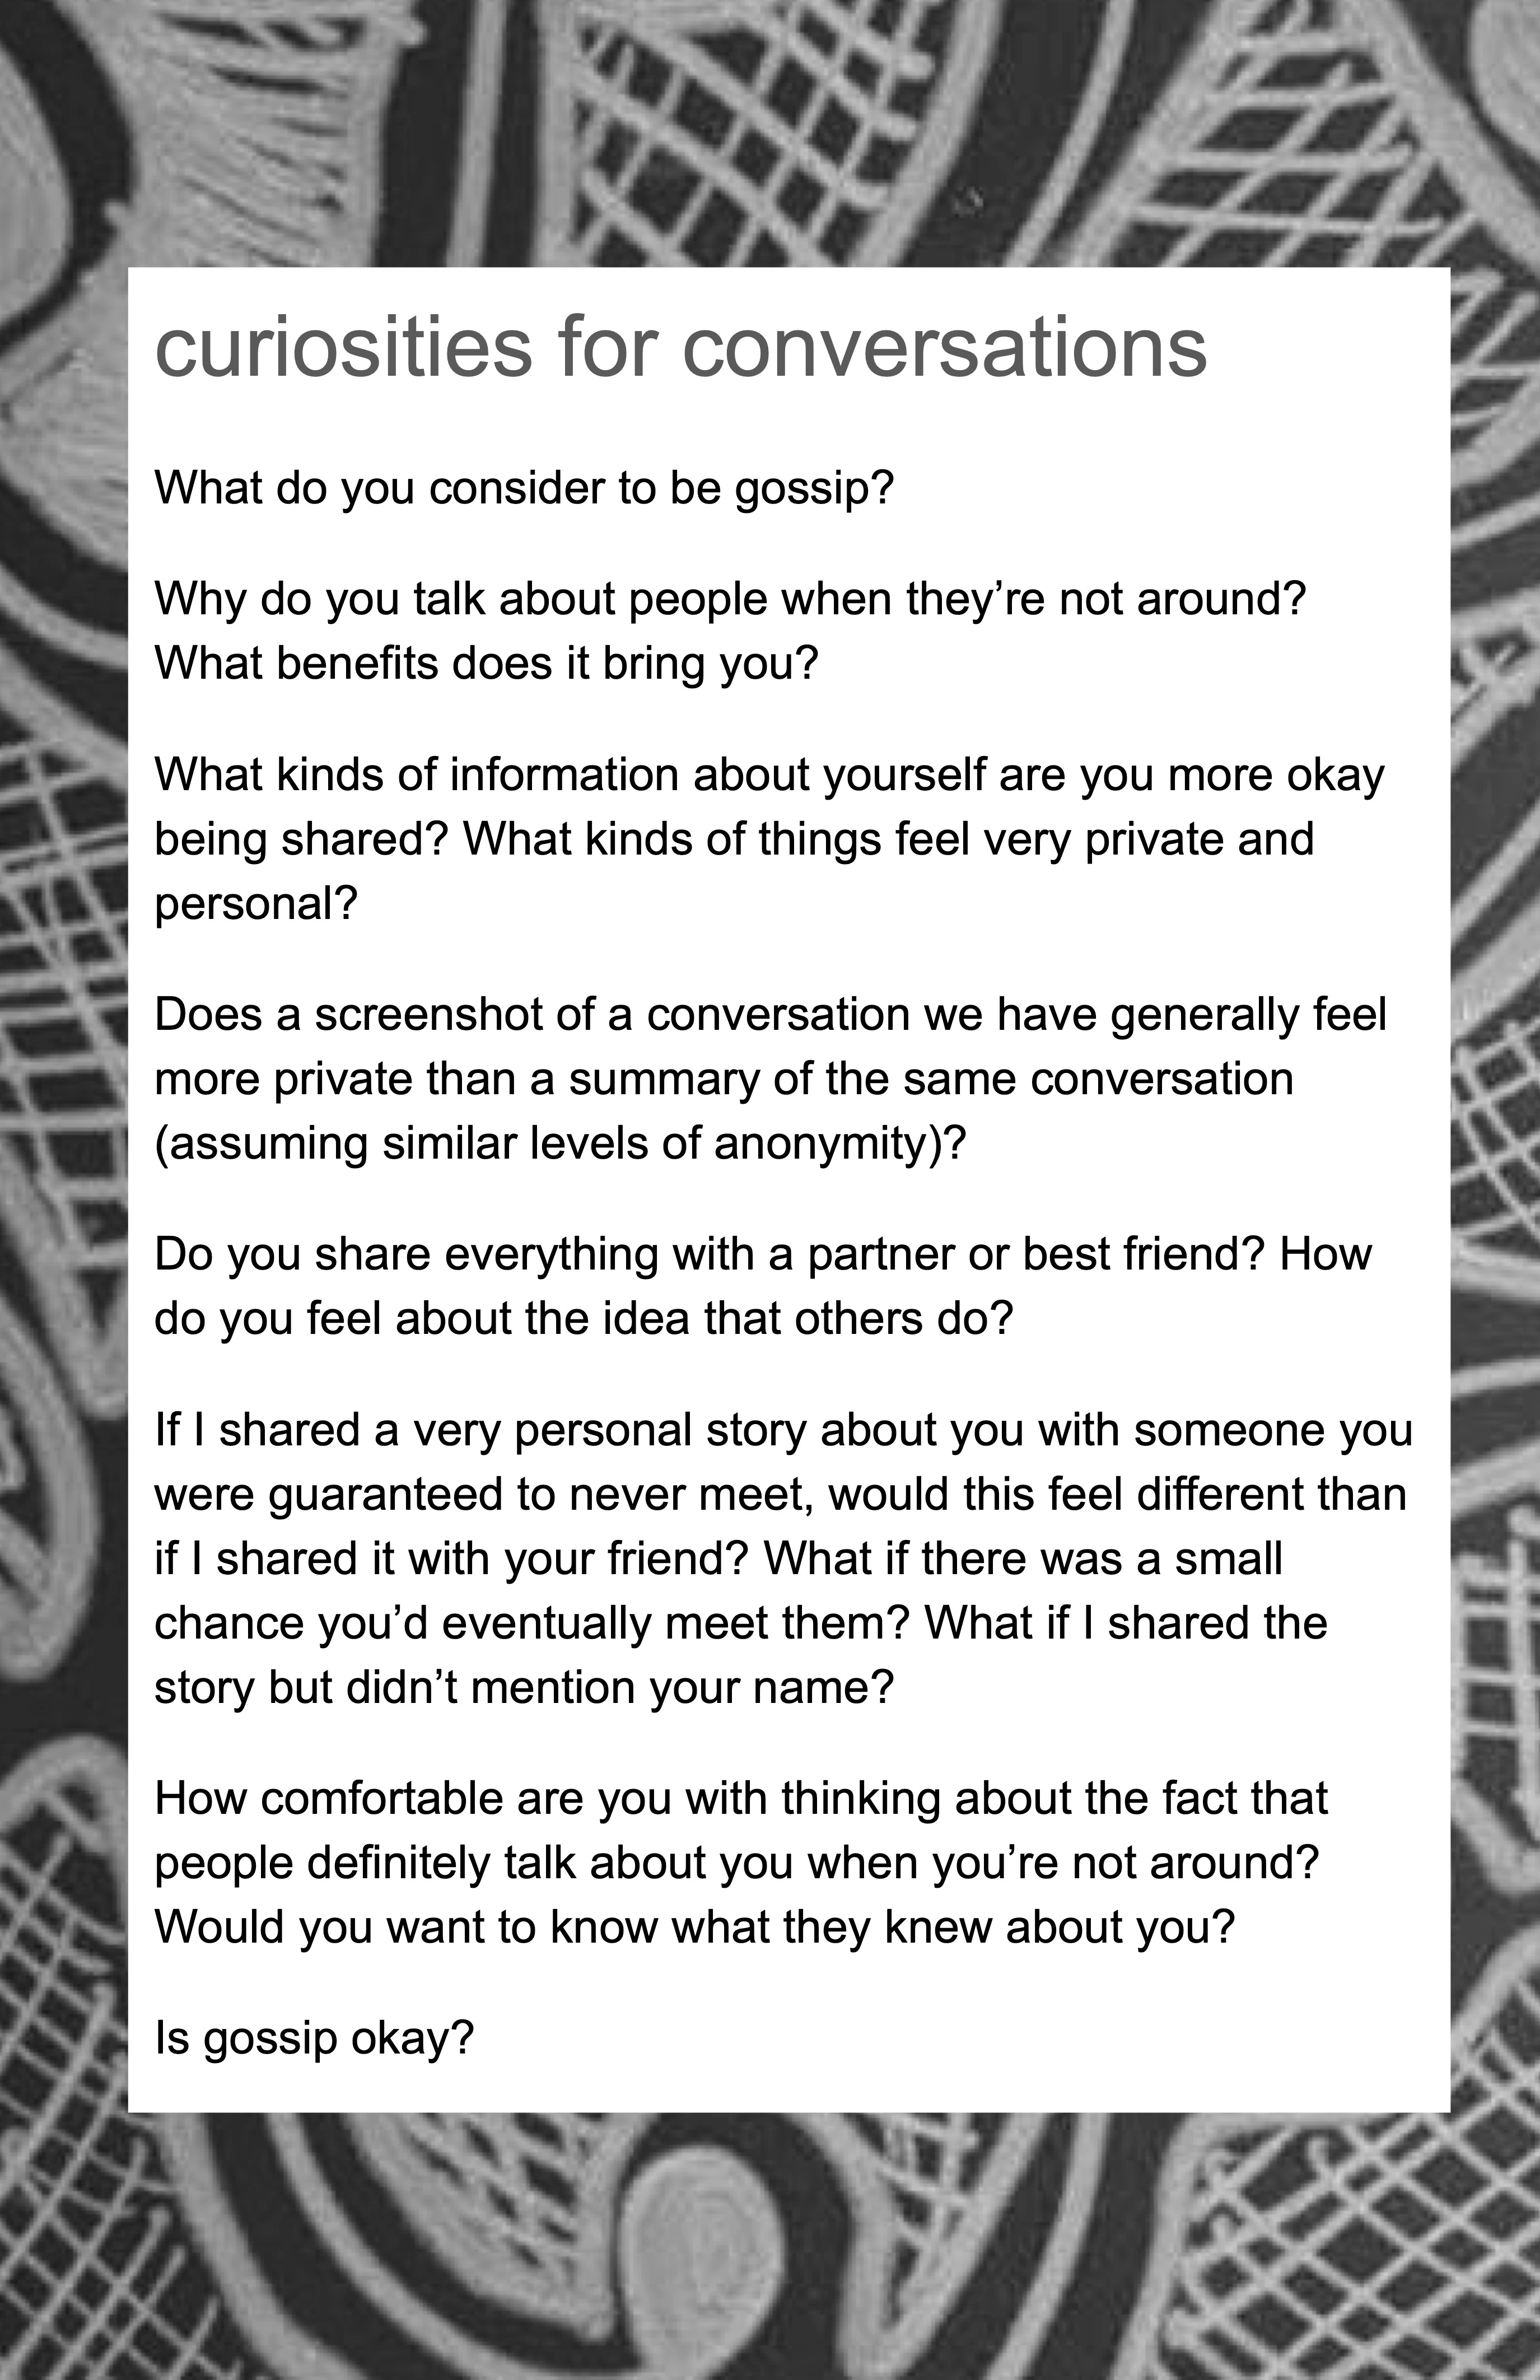 curiosities for conversations
What do you consider to be gossip?
Why do you talk about people when they’re not around?
What benefits does it bring you?
What kinds of information about yourself are you more okay
being shared? What kinds of things feel very private and
personal?
Does a screenshot of a conversation we have generally feel
more private than a summary of the same conversation
(assuming similar levels of anonymity)?
Do you share everything with a partner or best friend? How
do you feel about the idea that others do?
If I shared a very personal story about you with someone you
were guaranteed to never meet, would this feel different than
if I shared it with your friend? What if there was a small
chance you’d eventually meet them? What if I shared the
story but didn’t mention your name?
How comfortable are you with thinking about the fact that
people definitely talk about you when you’re not around?
Would you want to know what they knew about you?
Is gossip okay?